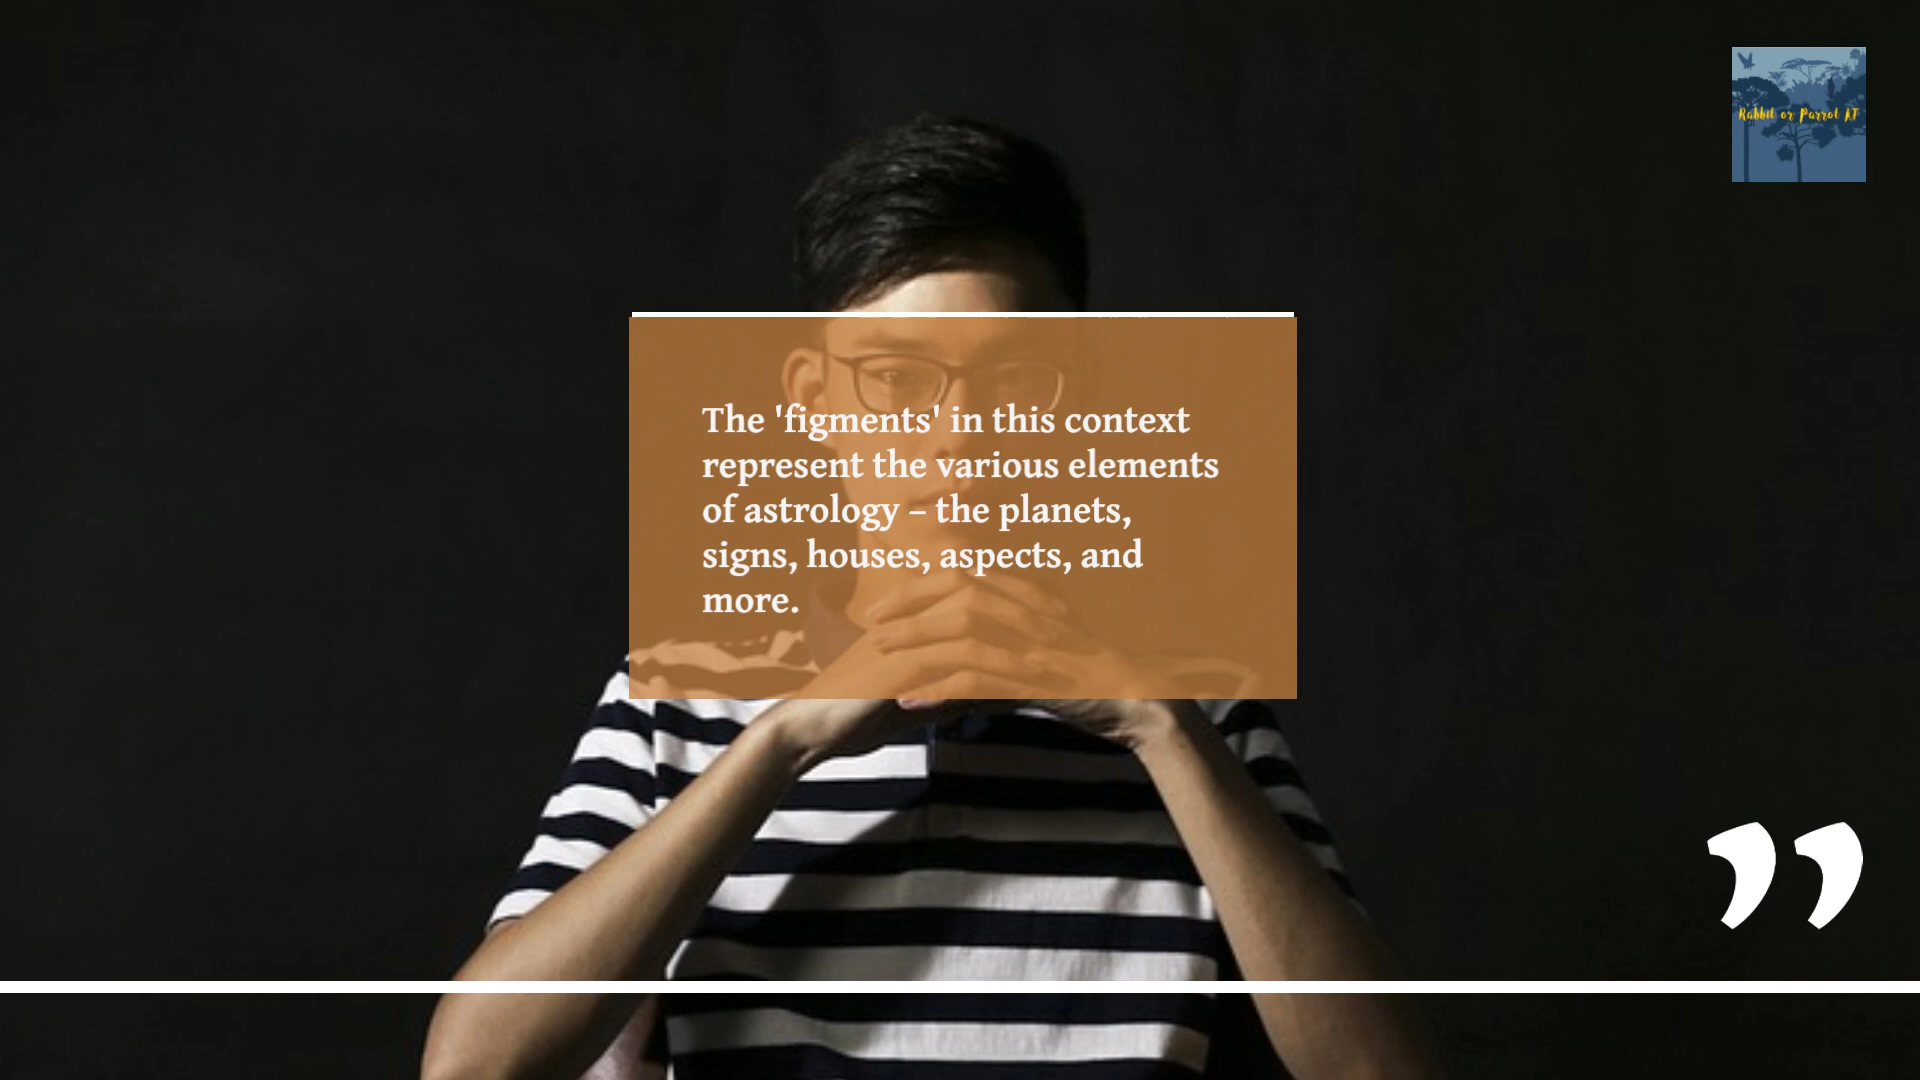 Rabbit or Parrot AT
The 'figments' in this context
represent the various elements
of astrology – the planets,
signs, houses, aspects, and
more.
”